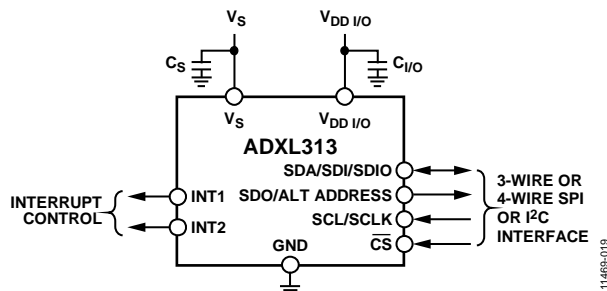 VS
VDD I/O
CS
CI/O
VS
VDD I/O
ADXL313
SDA/SDI/SDIO
SDO/ALT ADDRESS
SCL/SCLK
CS
INT1
INT2
GND
INTERRUPT
CONTROL
3-WIRE OR
4-WIRE SPI
OR I2C
INTERFACE
11469-019